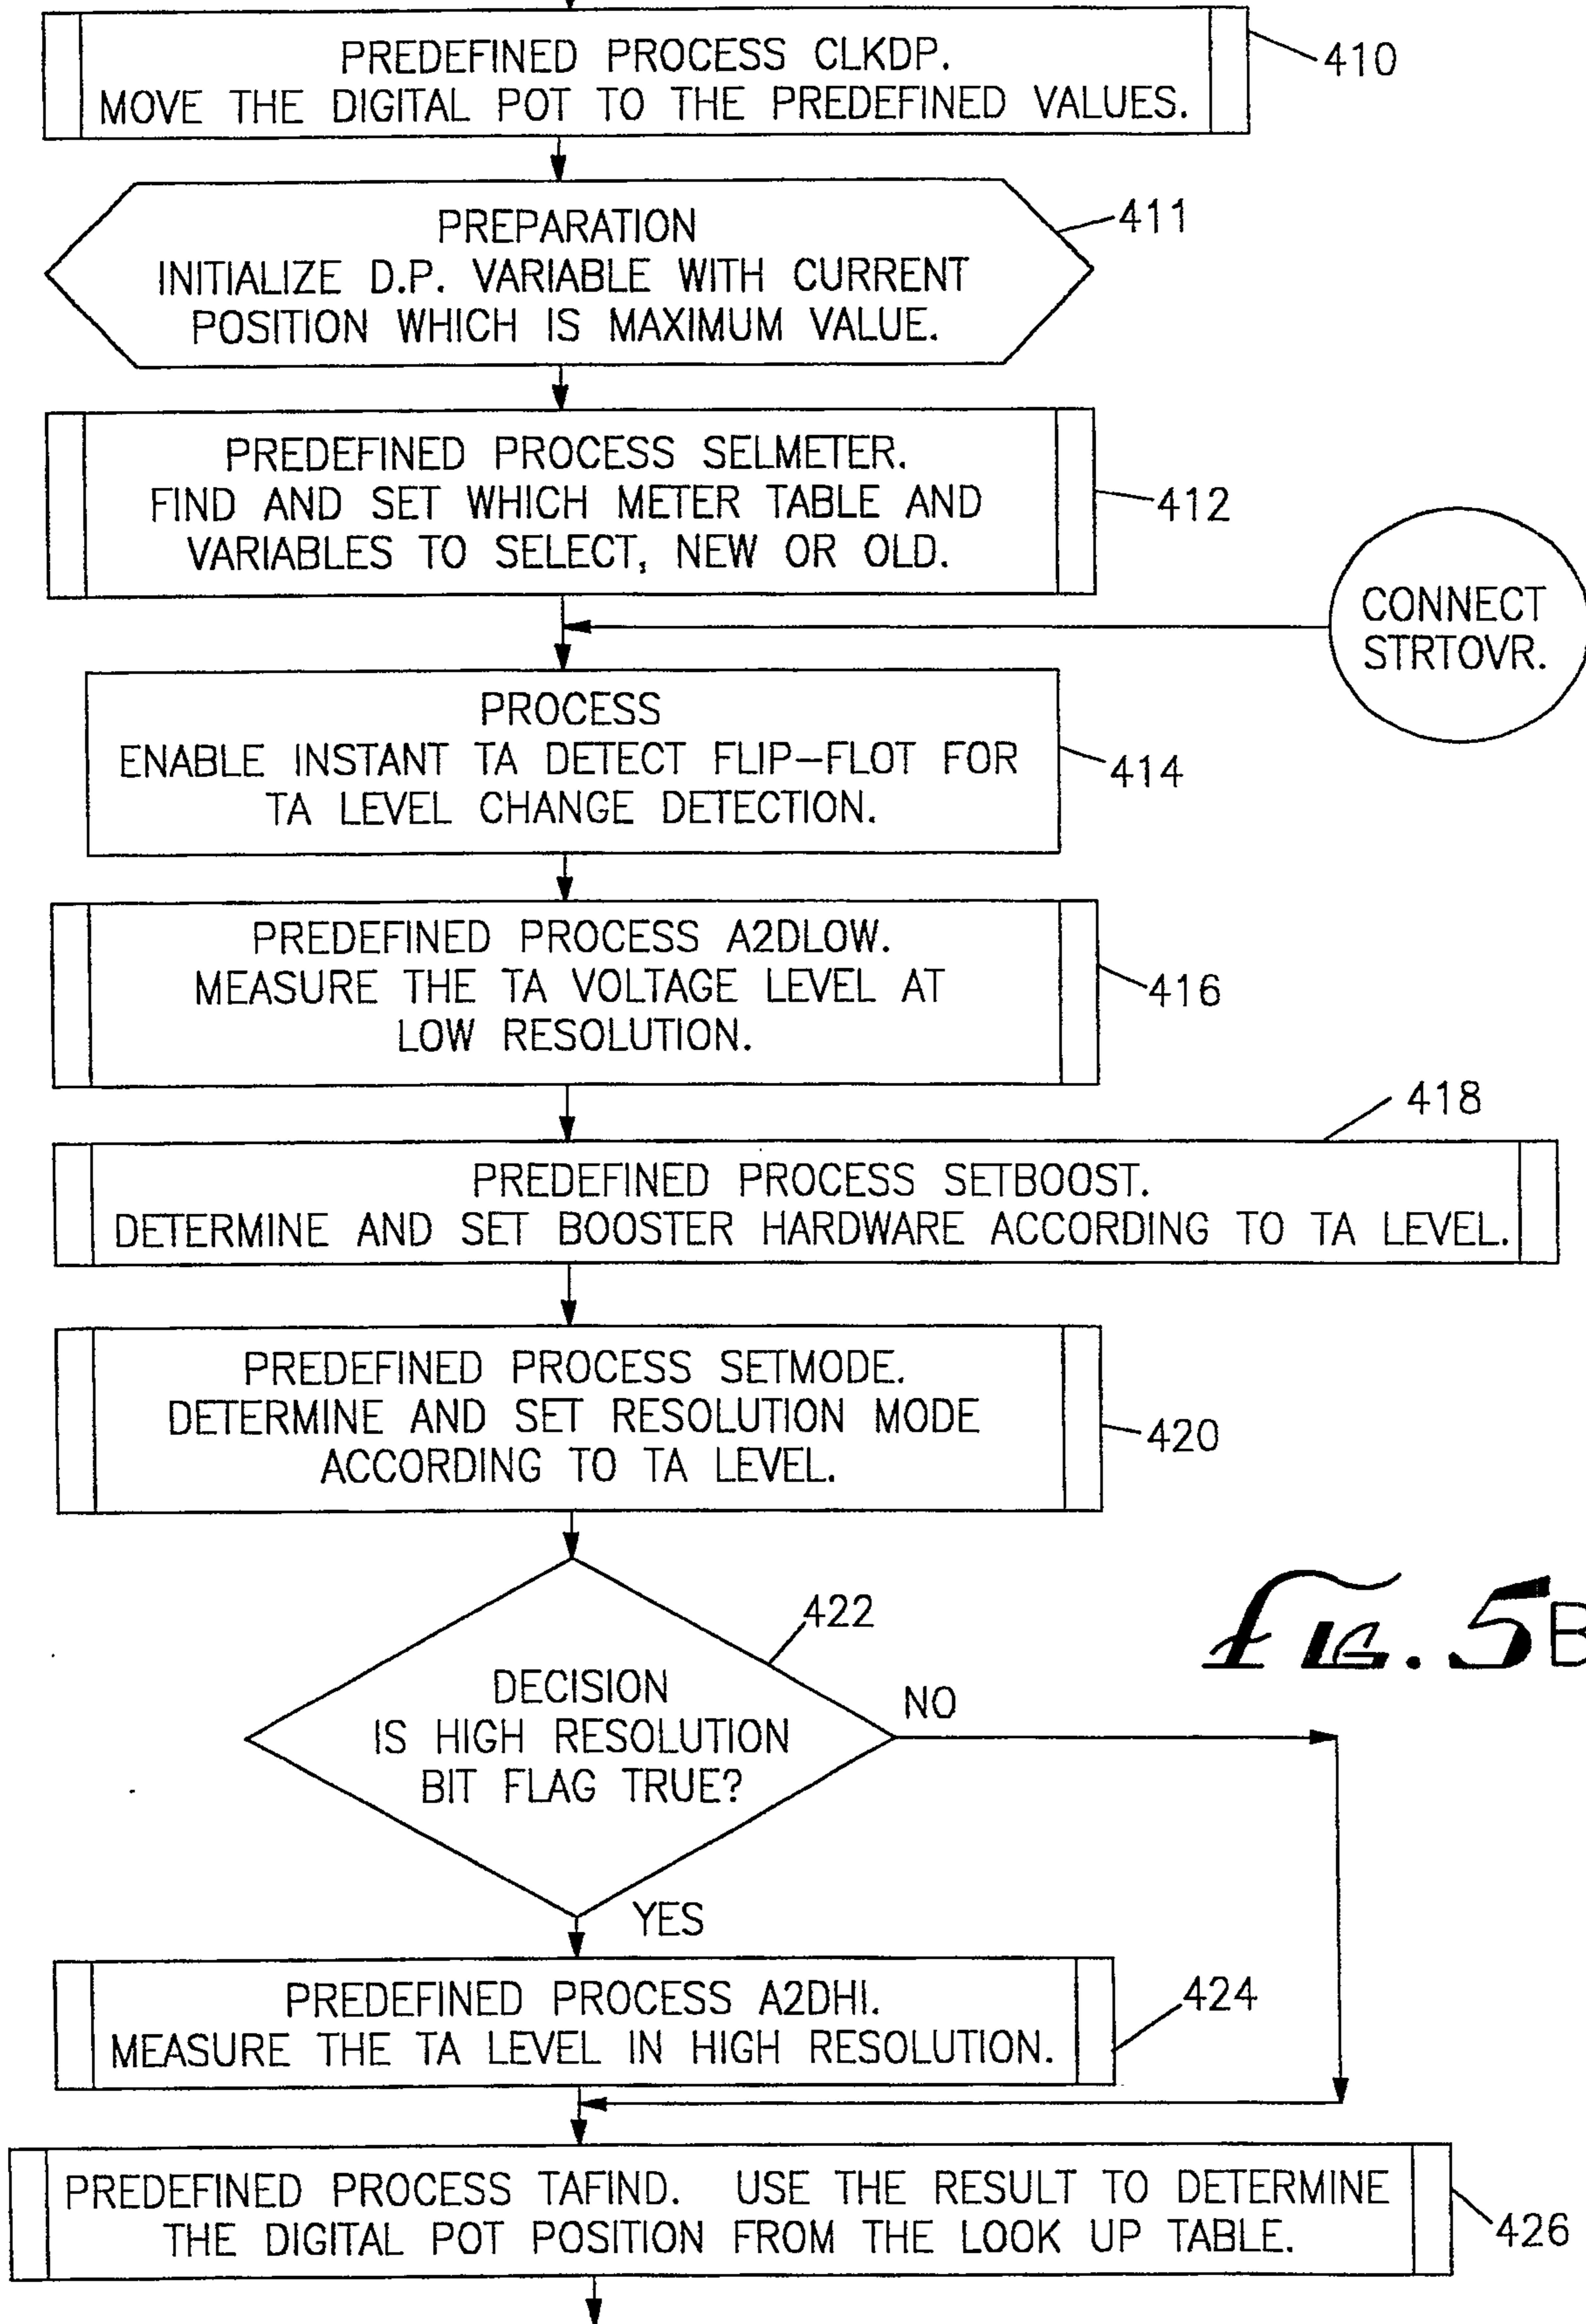 PREDEFINED PROCESS CLKDP.
MOVE THE DIGITAL POT TO THE PREDEFINED VALUES.
410
PREPARATION
INITIALIZE D.P. VARIABLE WITH CURRENT
POSITION WHICH IS MAXIMUM VALUE.
411
PREDEFINED PROCESS SELMETER.
FIND AND SET WHICH METER TABLE AND
VARIABLES TO SELECT, NEW OR OLD.
412
CONNECT
STRTOVR.
PROCESS
ENABLE INSTANT TA DETECT FLIP-FLOT FOR
TA LEVEL CHANGE DETECTION.
414
PREDEFINED PROCESS A2DLOW.
MEASURE THE TA VOLTAGE LEVEL AT
LOW RESOLUTION.
416
418
PREDEFINED PROCESS SETBOOST.
DETERMINE AND SET BOOSTER HARDWARE ACCORDING TO TA LEVEL.
PREDEFINED PROCESS SETMODE.
DETERMINE AND SET RESOLUTION MODE
ACCORDING TO TA LEVEL.
420
422
DECISION
IS HIGH RESOLUTION
BIT FLAG TRUE?
NO
YES
FIG. 5B
PREDEFINED PROCESS A2DHI.
MEASURE THE TA LEVEL IN HIGH RESOLUTION.
424
PREDEFINED PROCESS TAFIND. USE THE RESULT TO DETERMINE
THE DIGITAL POT POSITION FROM THE LOOK UP TABLE.
426